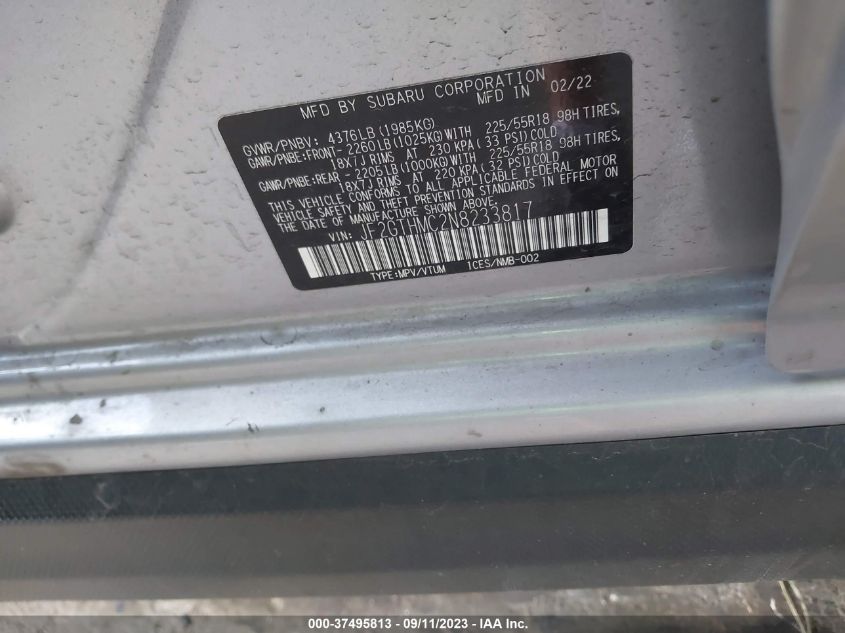 MFD BY SUBARU CORPORATION
MFD IN 02/22
GVWR/PNBV: 4376LB(1985KG)
GAWR/PNBE:FRONT- 2260LB(1025KG)WITH 225/55R18 98H TIRES,
18X7J RIMS AT 230 KPA( 33 PSI)COLD
GAWR/PNBE:REAR - 2205LB(1000KG)WITH 225/55R18 98H TIRES,
18X7J RIMS AT 220 KPA( 32 PSI)COLD
THIS VEHICLE CONFORMS TO ALL APPLICABLE FEDERAL MOTOR
VEHICLE SAFETY AND THEFT PREVENTION STANDARDS IN EFFECT ON
THE DATE OF MANUFACTURE SHOWN ABOVE.
VIN: JF2GTHMC2N8233817
TYPE:MPV/VTUM ICES/NMB-002
000-37495813 - 09/11/2023 - Copyright © 2023 - IAA, Inc.